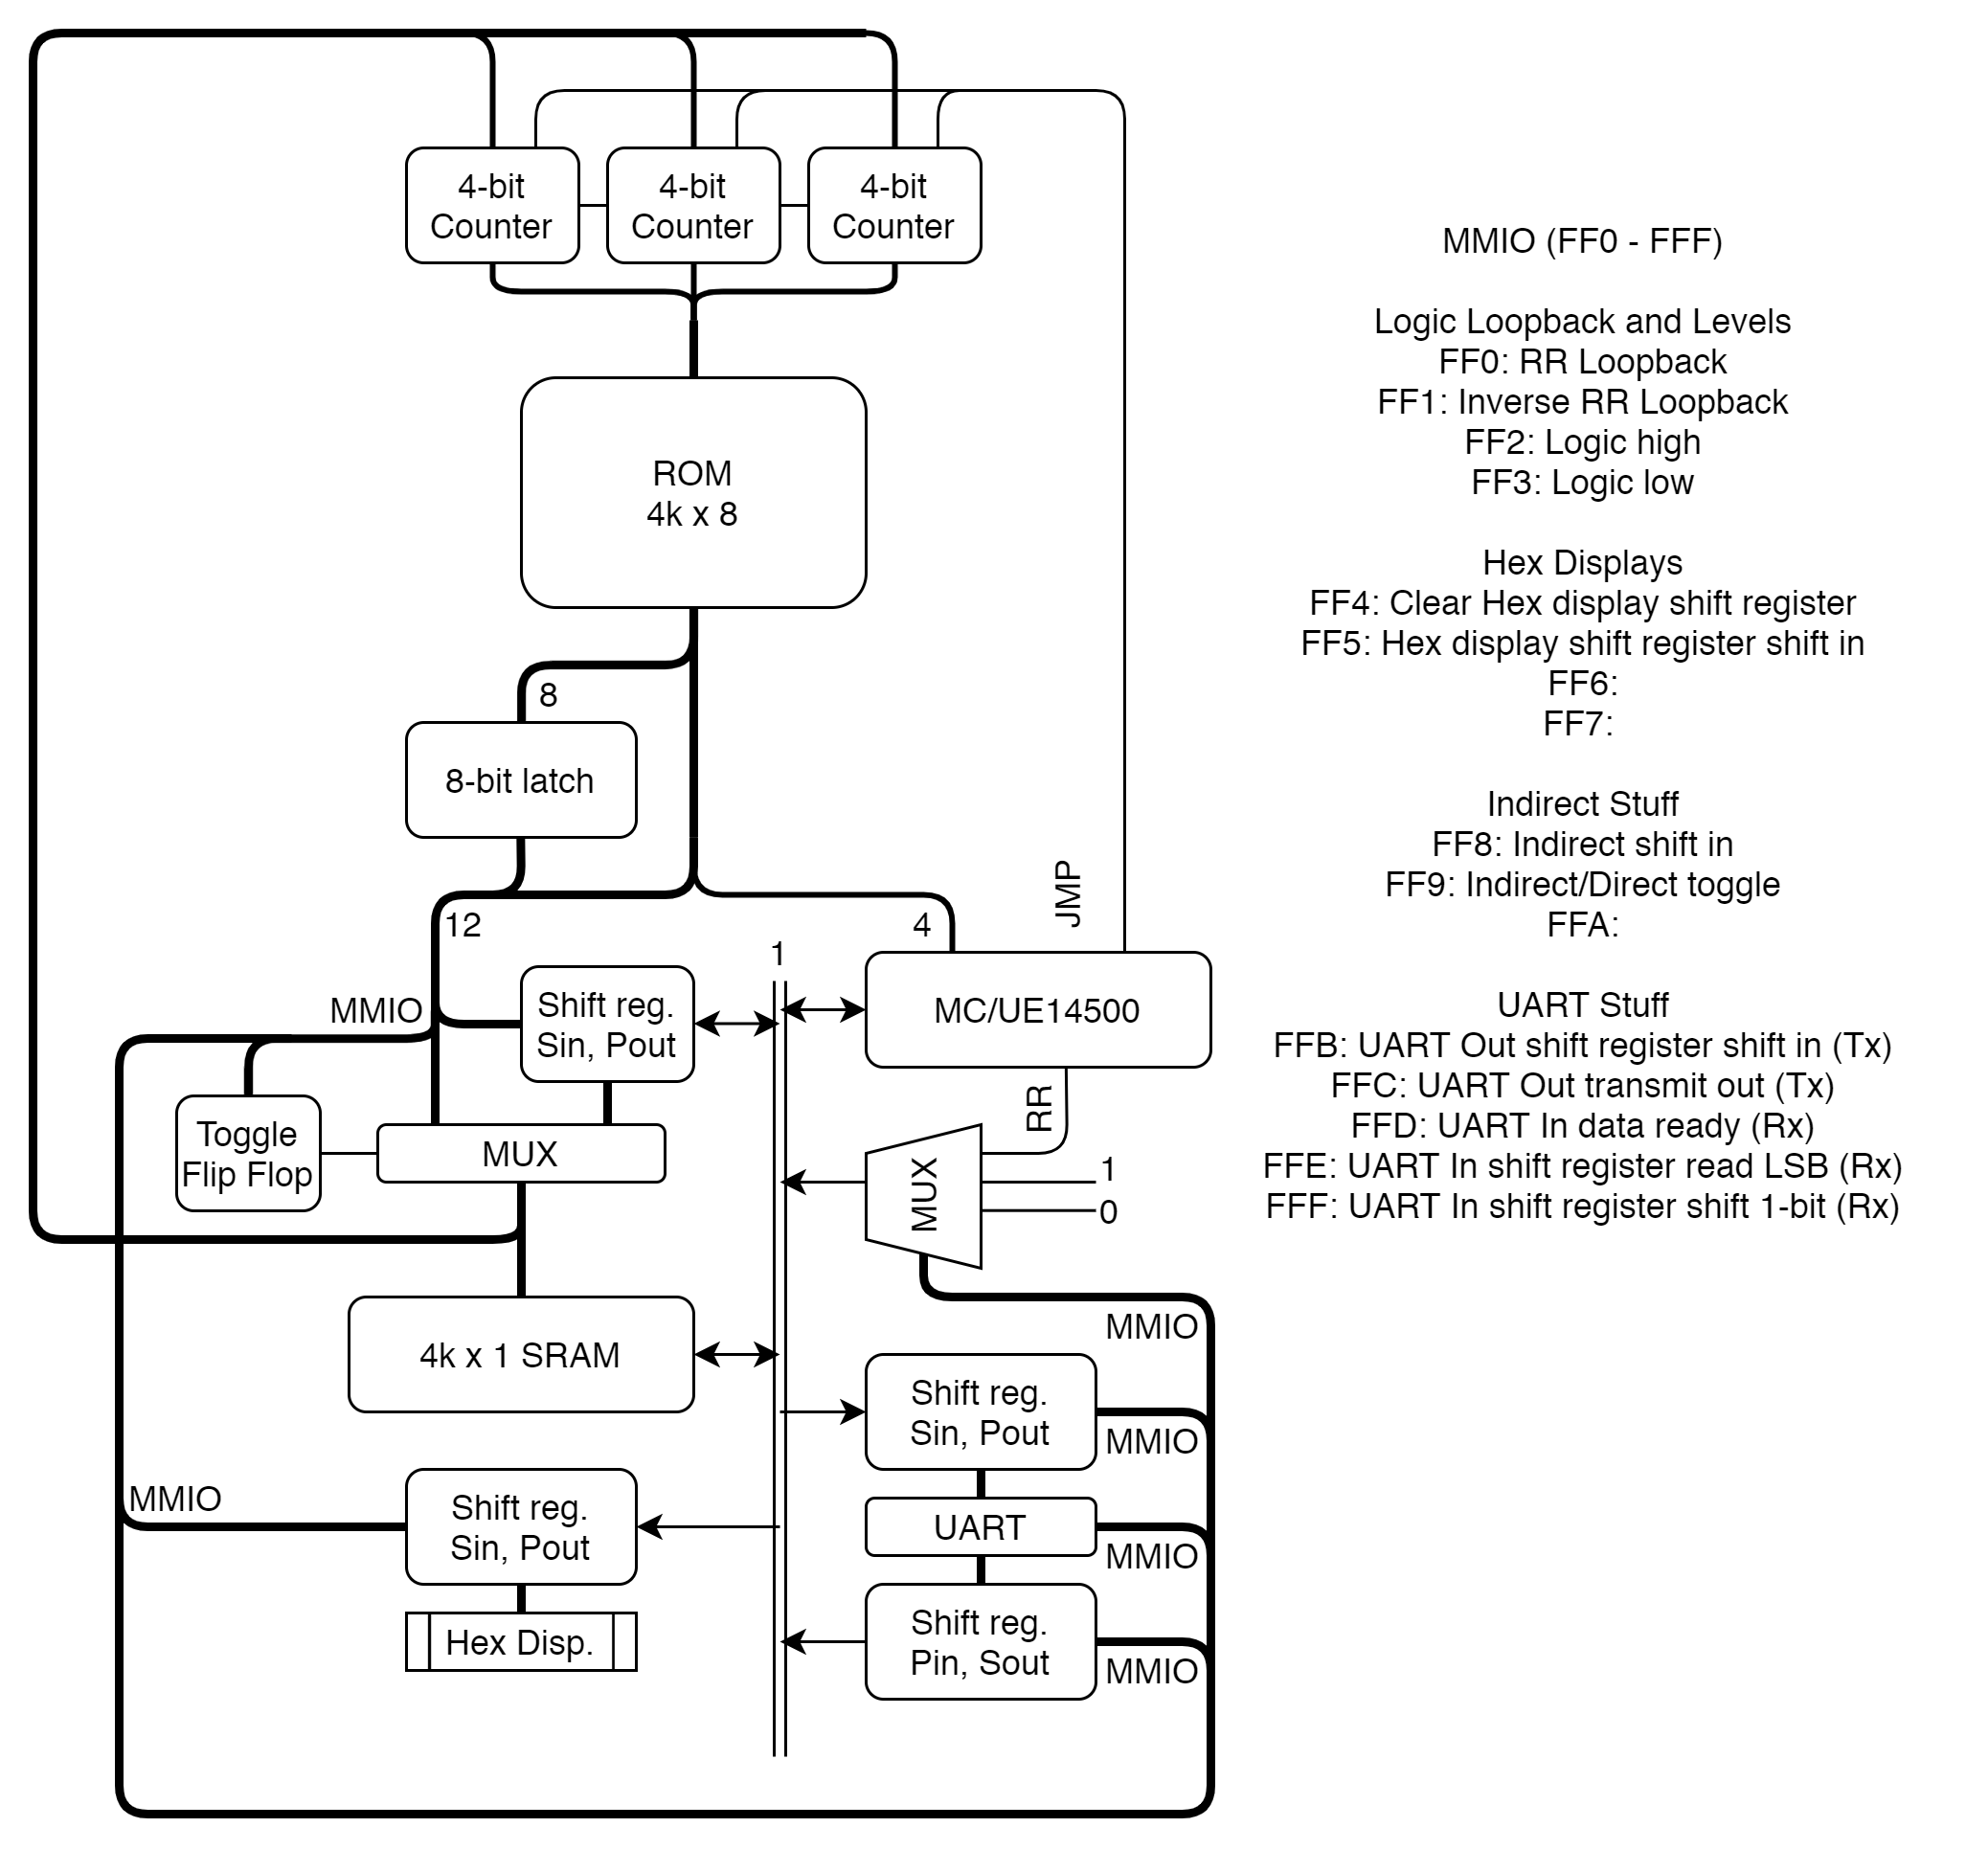 4-bit
Counter
4-bit
Counter
4-bit
Counter
ROM
4k x 8
8
8-bit latch
12
4
JMP
1
MMIO
Shift reg.
Sin, Pout
MC/UE14500
Toggle
Flip Flop
MUX
RR
MUX
1
0
4k x 1 SRAM
MMIO
Shift reg.
Sin, Pout
MMIO
MMIO
Shift reg.
Sin, Pout
UART
MMIO
Hex Disp.
Shift reg.
Pin, Sout
MMIO
MMIO (FF0 - FFF)
Logic Loopback and Levels
FF0: RR Loopback
FF1: Inverse RR Loopback
FF2: Logic high
FF3: Logic low
Hex Displays
FF4: Clear Hex display shift register
FF5: Hex display shift register shift in
FF6:
FF7:
Indirect Stuff
FF8: Indirect shift in
FF9: Indirect/Direct toggle
FFA:
UART Stuff
FFB: UART Out shift register shift in (Tx)
FFC: UART Out transmit out (Tx)
FFD: UART In data ready (Rx)
FFE: UART In shift register read LSB (Rx)
FFF: UART In shift register shift 1-bit (Rx)